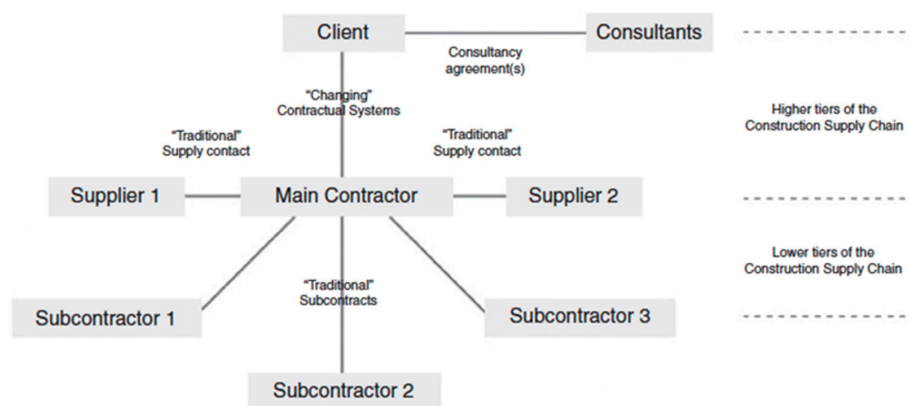 Client
Consultants
Consultancy
agreement(s)
"Changing"
Contractual Systems
Higher tiers of the
Construction Supply Chain
"Traditional"
Supply contact
"Traditional"
Supply contact
Supplier 1
Main Contractor
Supplier 2
Lower tiers of the
Construction Supply Chain
"Traditional"
Subcontracts
Subcontractor 1
Subcontractor 3
Subcontractor 2